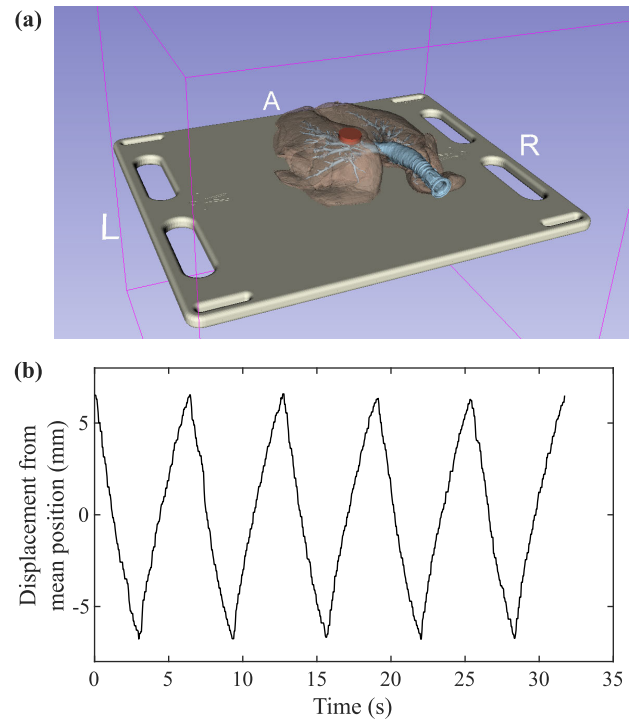 (a)
A
R
L
(b)
Displacement from
mean position (mm)
5
0
-5
0 5 10 15 20 25 30 35
Time (s)